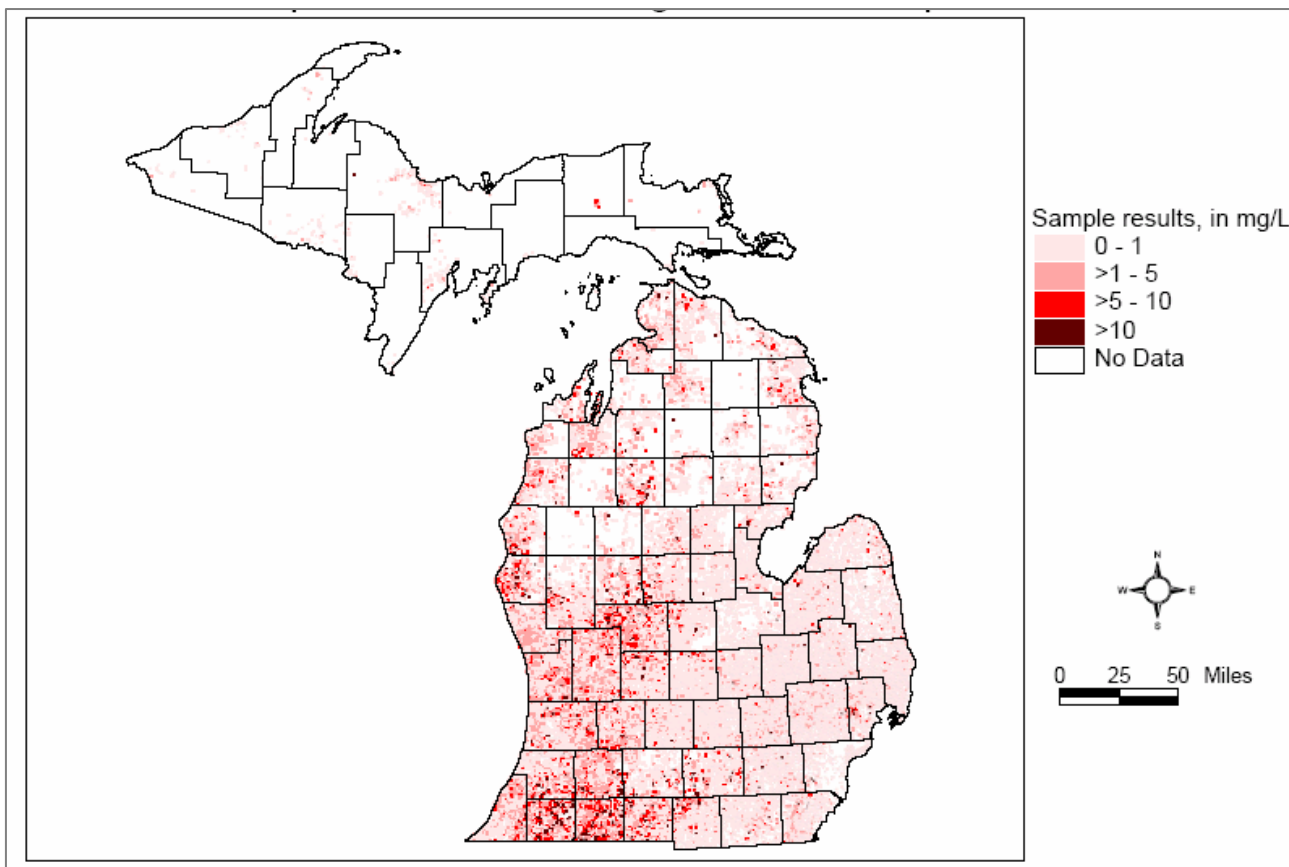 Sample results, in mg/L
0 - 1
>1 - 5
>5 - 10
>10
No Data
N
W E
S
0 25 50 Miles